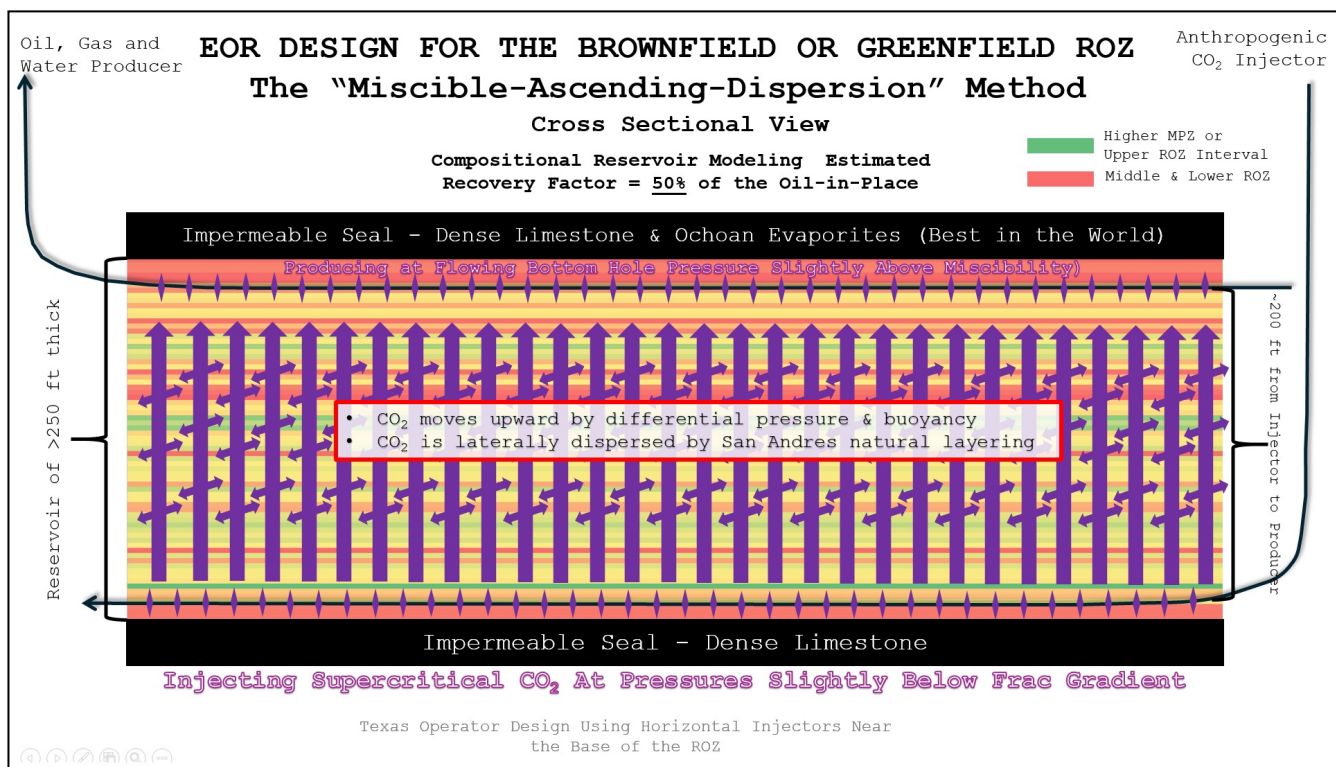 Oil, Gas and
Water Producer
EOR DESIGN FOR THE BROWNFIELD OR GREENFIELD ROZ
The “Miscible-Ascending-Dispersion” Method
Cross Sectional View
Compositional Reservoir Modeling Estimated
Recovery Factor = 50% of the Oil-in-Place
Anthropogenic
CO₂ Injector
Higher MPZ or
Upper ROZ Interval
Middle & Lower ROZ
Impermeable Seal – Dense Limestone & Ochoan Evaporites (Best in the World)
Producing at Flowing Bottom Hole Pressure Slightly Above Miscibility)
Reservoir of >250 ft thick
• CO₂ moves upward by differential pressure & buoyancy
• CO₂ is laterally dispersed by San Andres natural layering
~200 ft from Injector to Producer
Impermeable Seal – Dense Limestone
Injecting Supercritical CO₂ At Pressures Slightly Below Frac Gradient
Texas Operator Design Using Horizontal Injectors Near
the Base of the ROZ